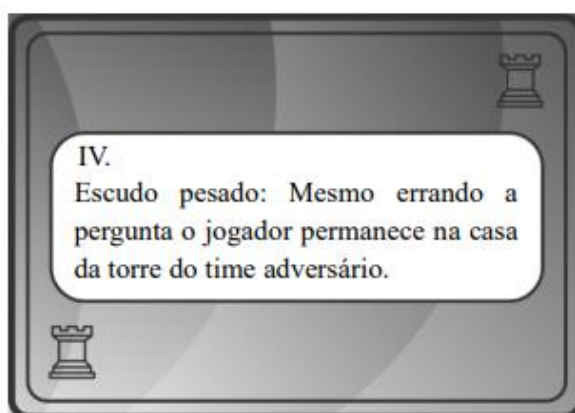 IV.
Escudo pesado: Mesmo errando a
pergunta o jogador permanece na casa
da torre do time adversário.